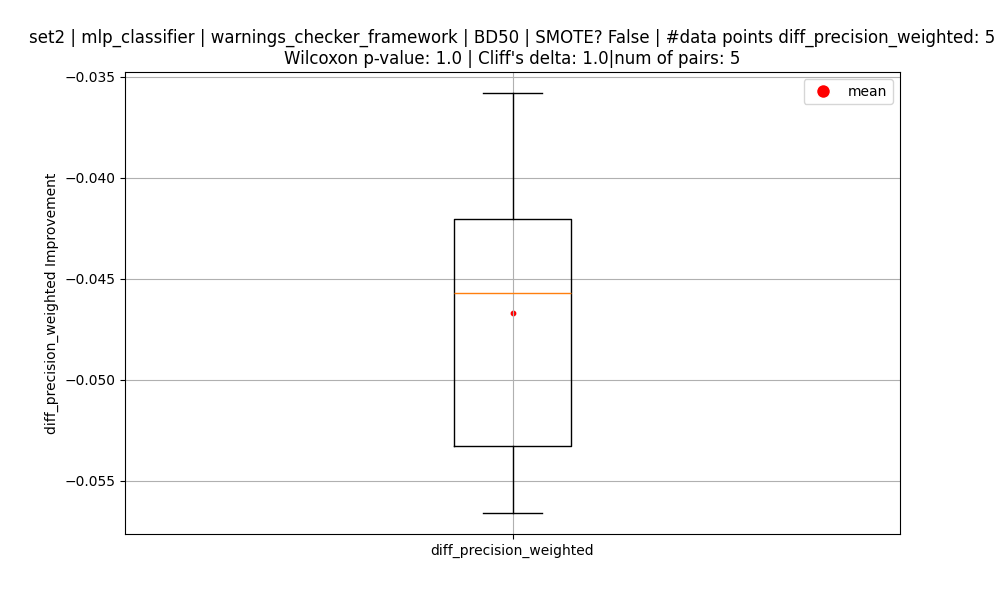 set2 | mlp_classifier | warnings_checker_framework | BD50 | SMOTE? False | #data points diff_precision_weighted: 5
Wilcoxon p-value: 1.0 | Cliff's delta: 1.0|num of pairs: 5
mean
−0.035
−0.040
−0.045
−0.050
−0.055
diff_precision_weighted Improvement
diff_precision_weighted